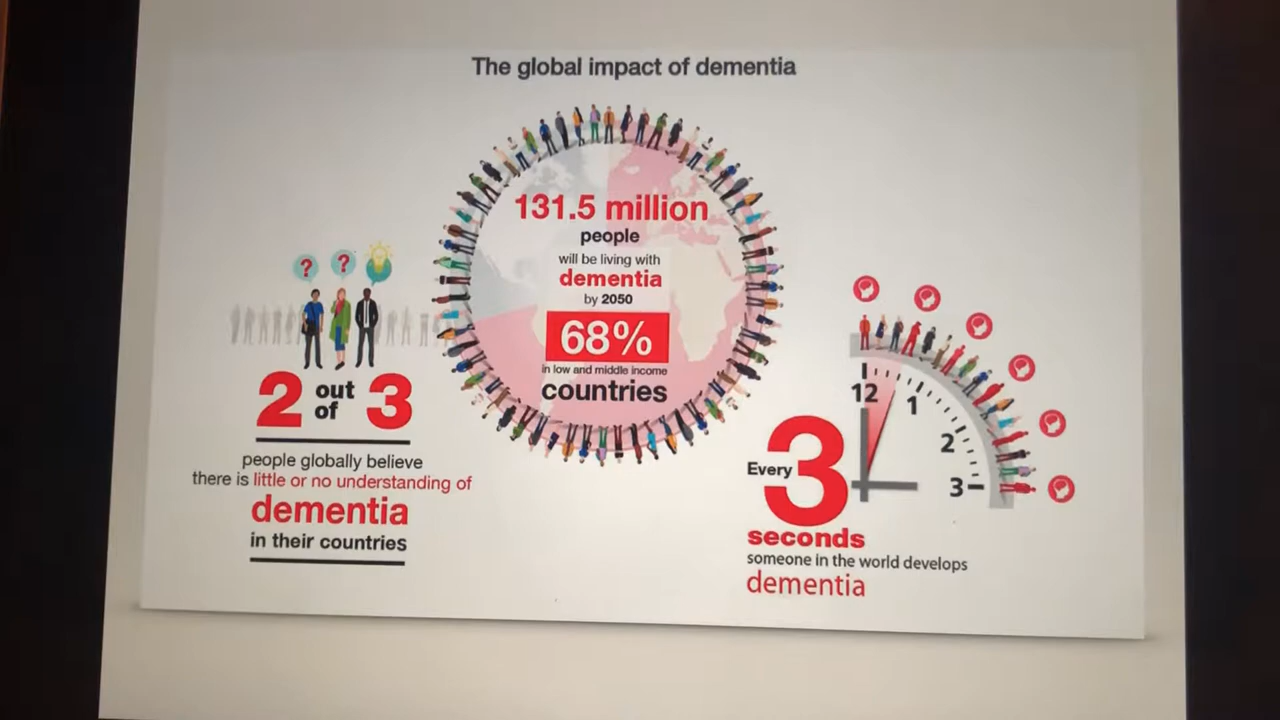 The global impact of dementia
131.5 million
people
will be living with
dementia
by 2050
68%
in low and middle income
countries
? ?
2 out of 3
people globally believe
there is little or no understanding of
dementia
in their countries
12
1
2
3
Every 3
seconds
someone in the world develops
dementia